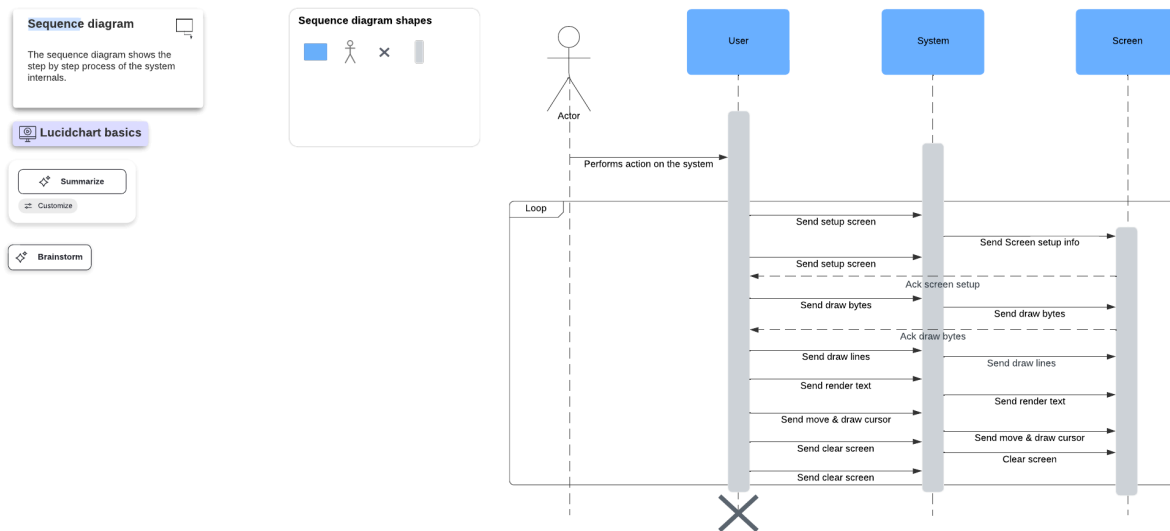 Sequence diagram
The sequence diagram shows the
step by step process of the system
internals.
Lucidchart basics
Summarize
Customize
Brainstorm
Sequence diagram shapes
Actor
User
System
Screen
Performs action on the system
Loop
Send setup screen
Send Screen setup info
Send setup screen
Ack screen setup
Send draw bytes
Send draw bytes
Ack draw bytes
Send draw lines
Send draw lines
Send render text
Send render text
Send move & draw cursor
Send move & draw cursor
Send clear screen
Clear screen
Send clear screen